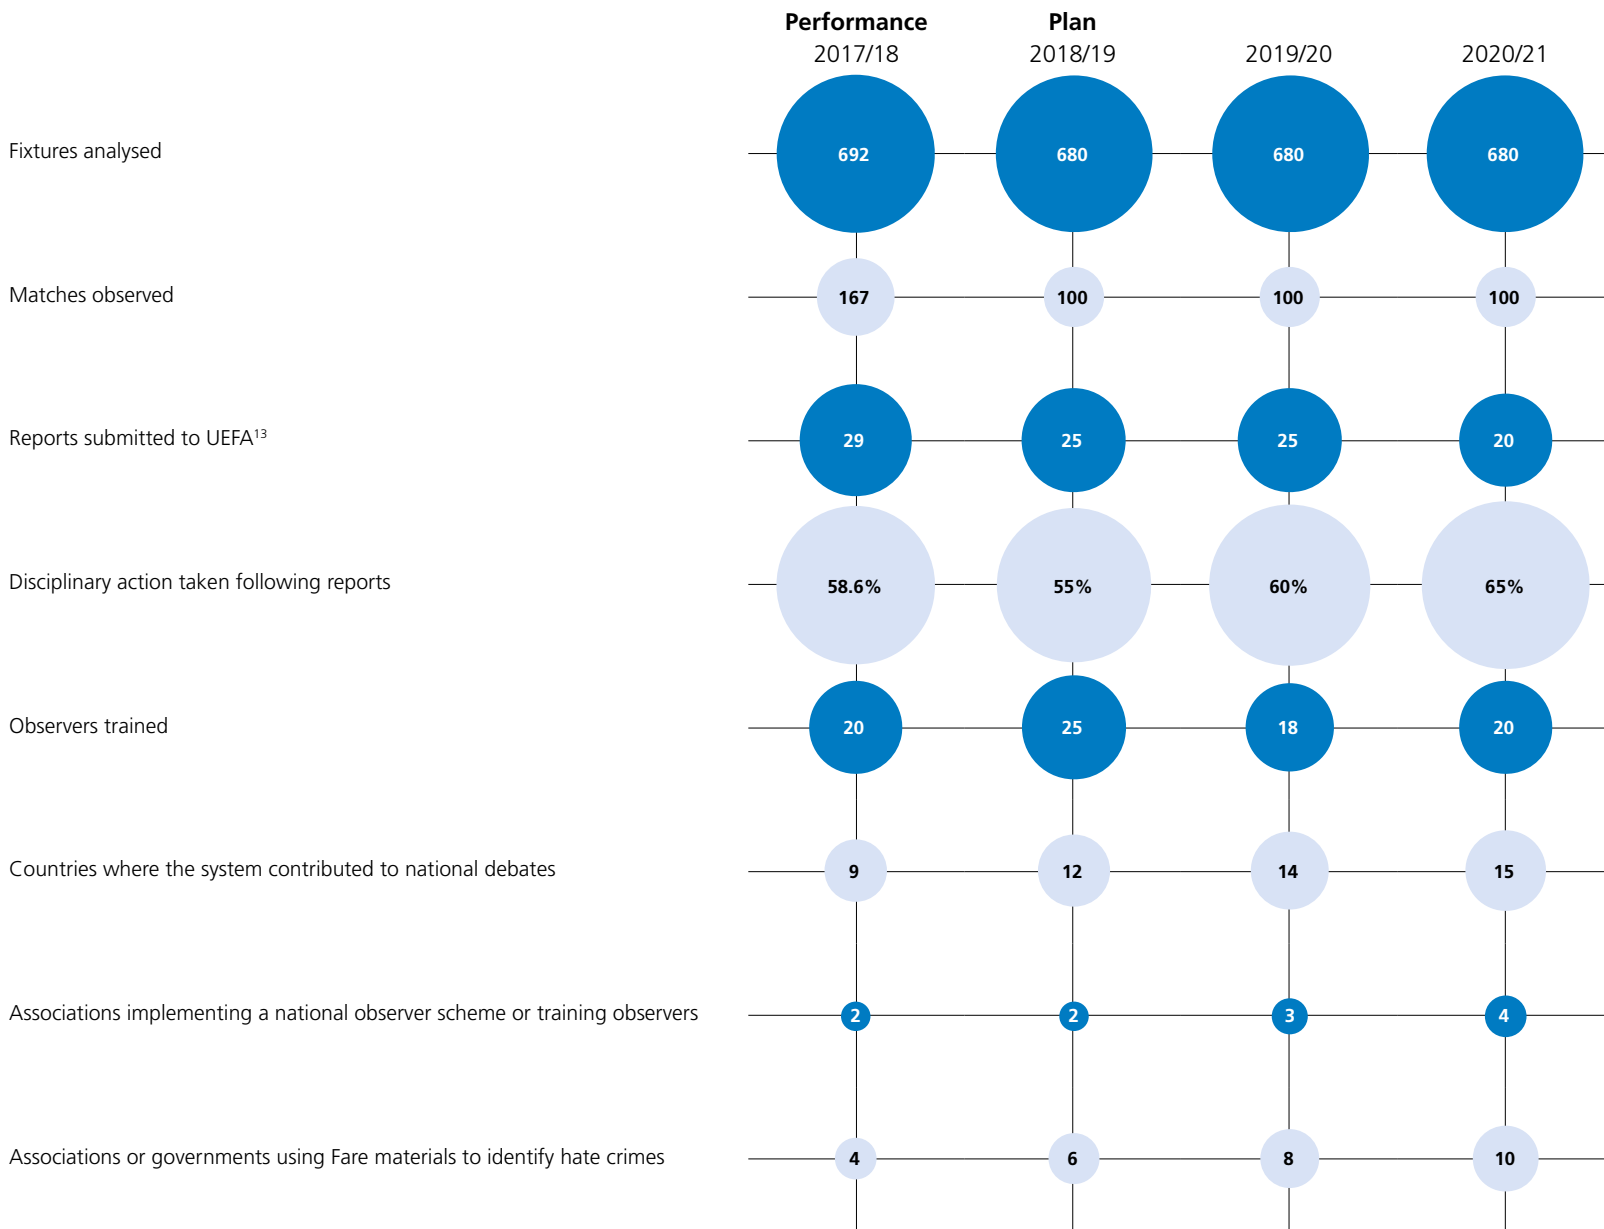 Performance Plan
2017/18 2018/19 2019/20 2020/21
Fixtures analysed 692 680 680 680
Matches observed 167 100 100 100
Reports submitted to UEFA¹³ 29 25 25 20
Disciplinary action taken following reports 58.6% 55% 60% 65%
Observers trained 20 25 18 20
Countries where the system contributed to national debates 9 12 14 15
Associations implementing a national observer scheme or training observers 2 2 3 4
Associations or governments using Fare materials to identify hate crimes 4 6 8 10